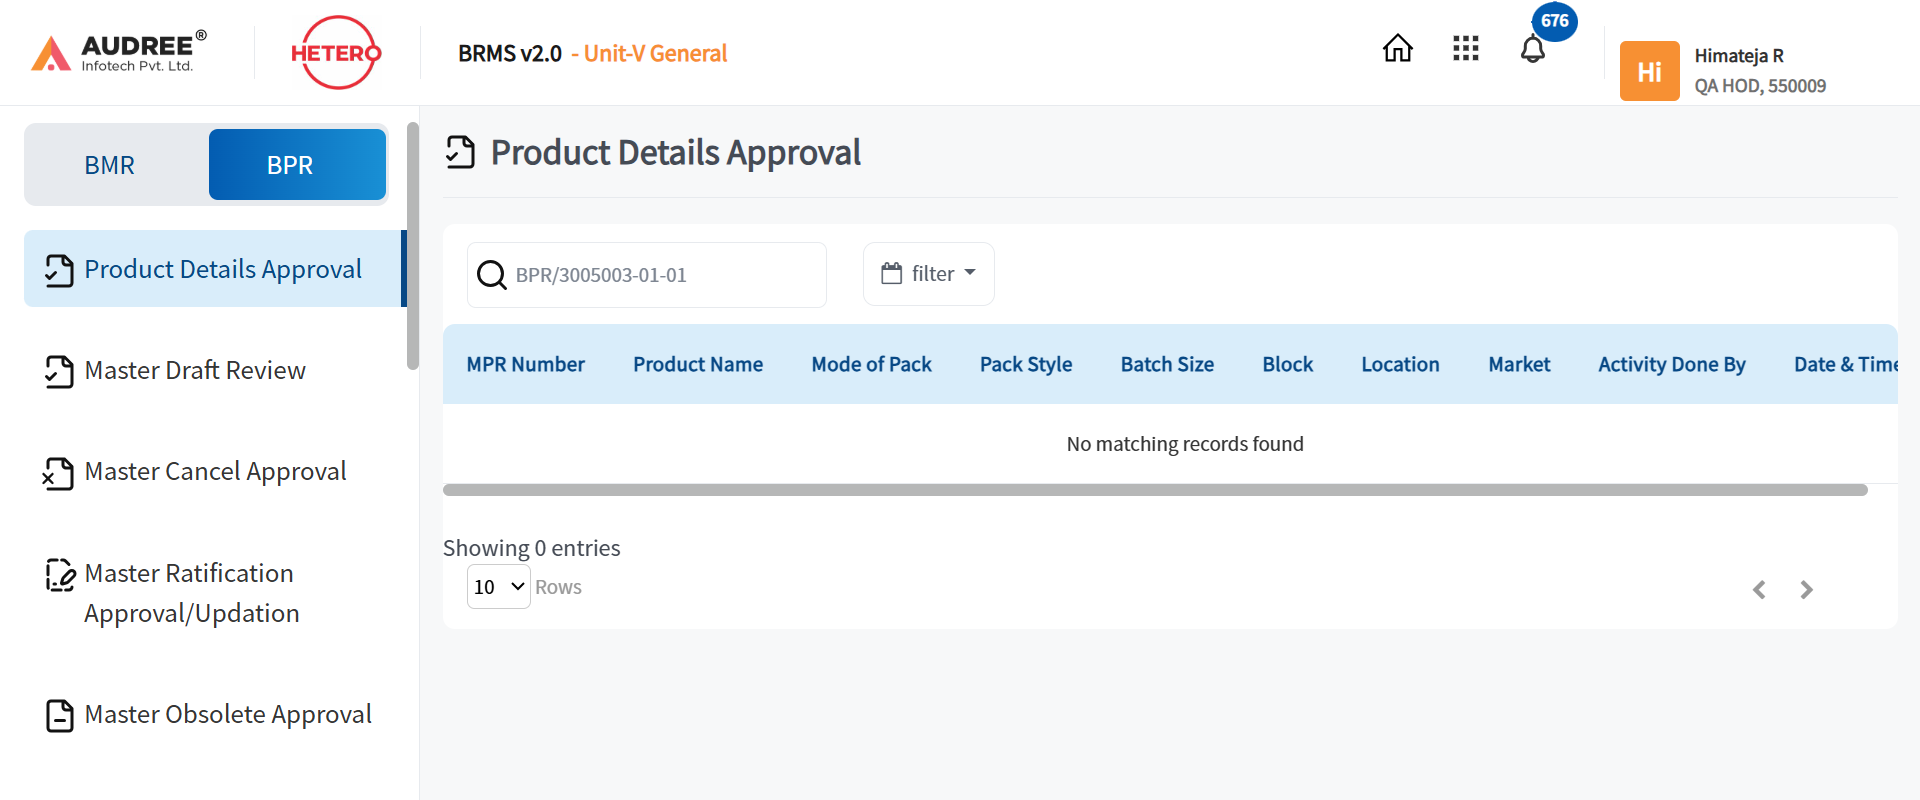 AUDREE®
Infotech Pvt. Ltd.
HETERO
BRMS v2.0 - Unit-V General
676
Hi
Himateja R
QA HOD, 550009
BMR
BPR
Product Details Approval
Master Draft Review
Master Cancel Approval
Master Ratification
Approval/Updation
Master Obsolete Approval
Product Details Approval
BPR/3005003-01-01
filter
MPR Number Product Name Mode of Pack Pack Style Batch Size Block Location Market Activity Done By Date & Time
No matching records found
Showing 0 entries
10 Rows